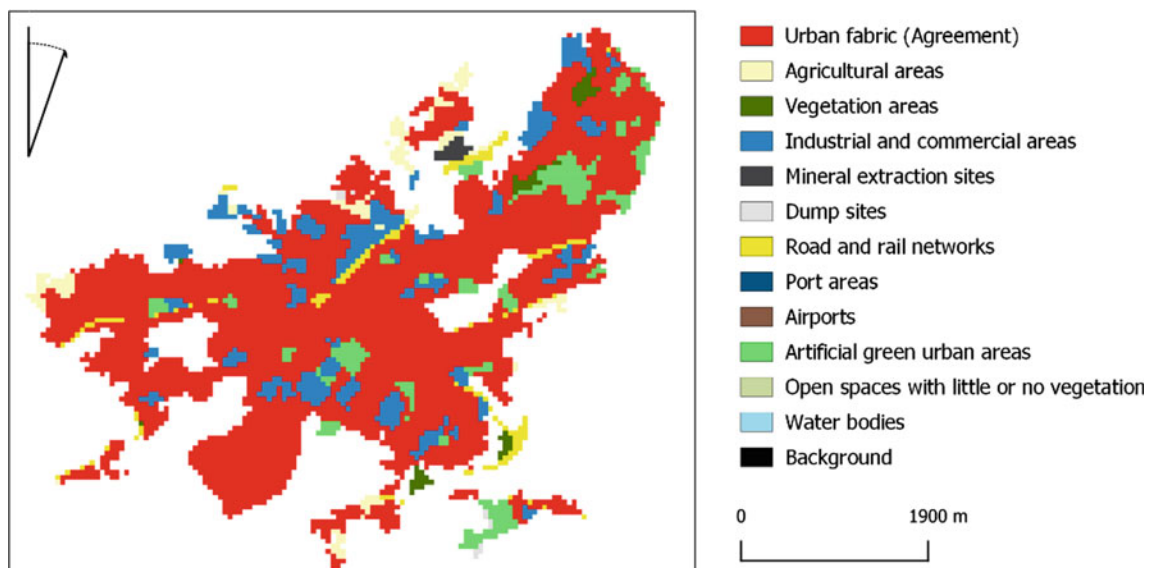 Urban fabric (Agreement)
Agricultural areas
Vegetation areas
Industrial and commercial areas
Mineral extraction sites
Dump sites
Road and rail networks
Port areas
Airports
Artificial green urban areas
Open spaces with little or no vegetation
Water bodies
Background
0 1900 m